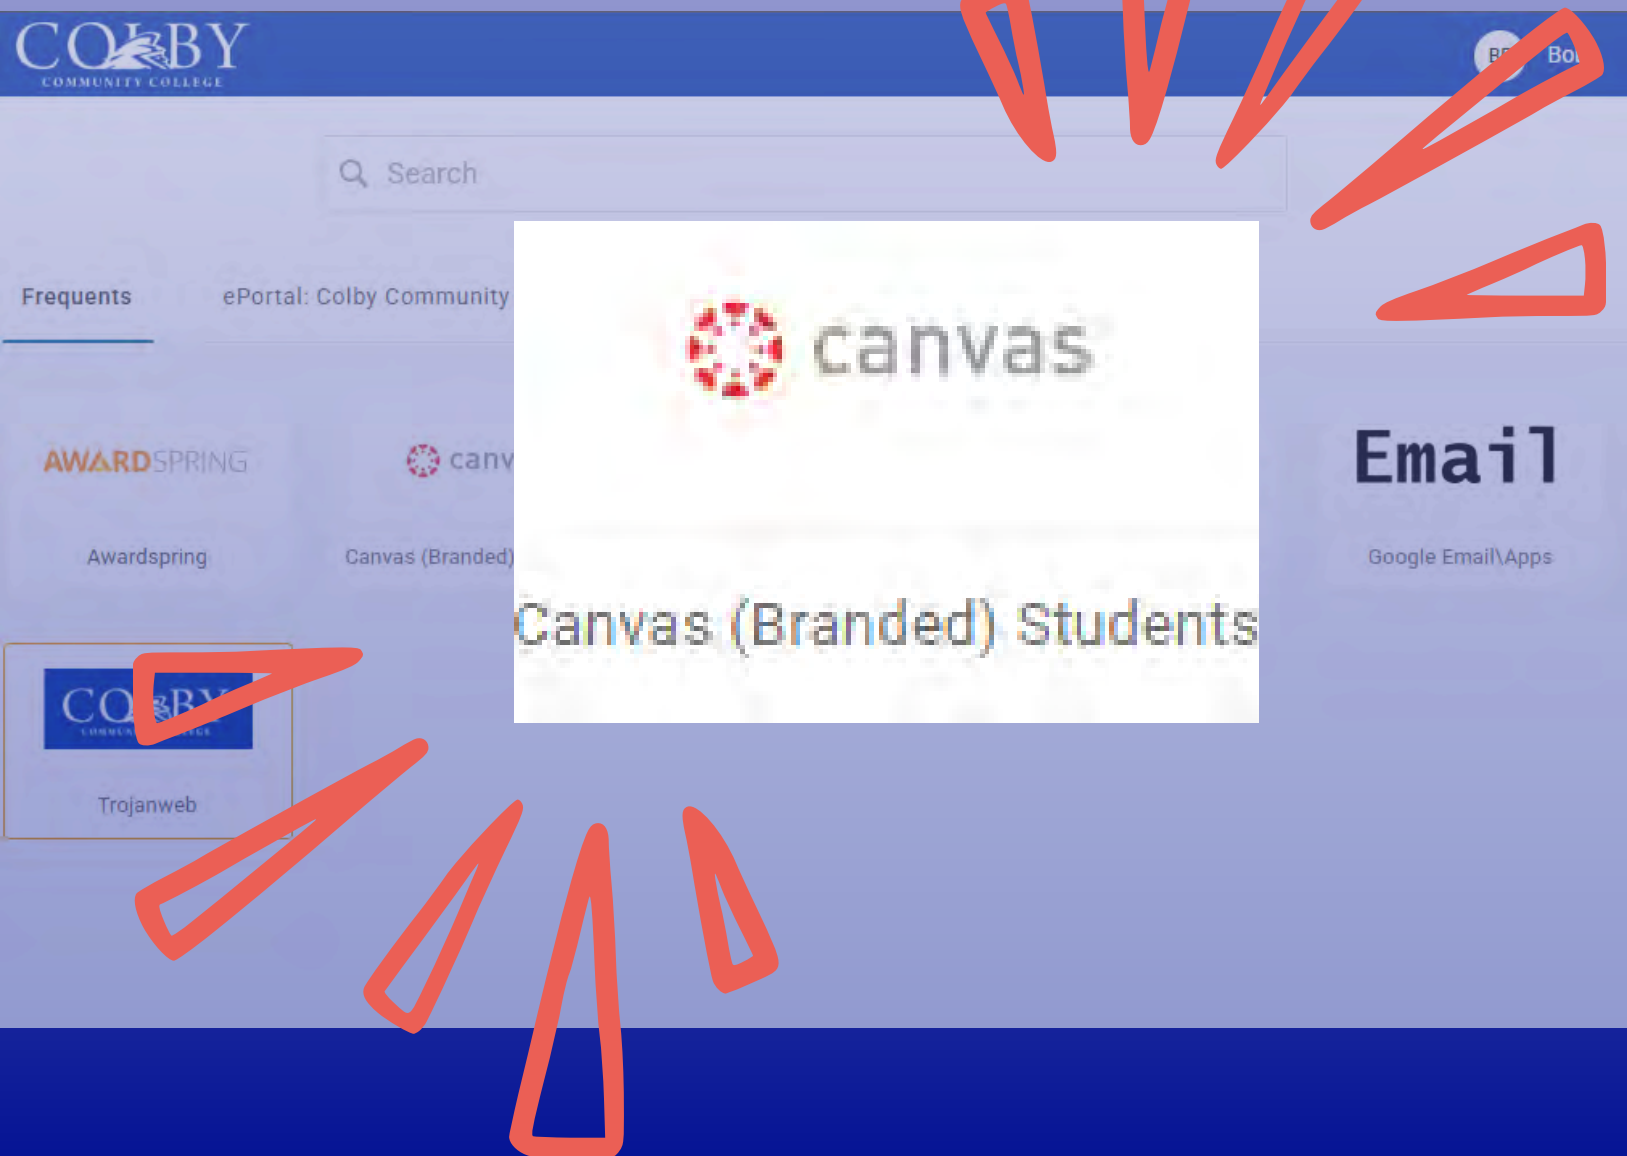 COLBY
COMMUNITY COLLEGE
Search
Frequents
ePortal: Colby Community
canvas
AWARDSPRING
Email
Awardspring
Canvas (Branded)
Google Email\Apps
Canvas (Branded) Students
COLBY
Trojanweb